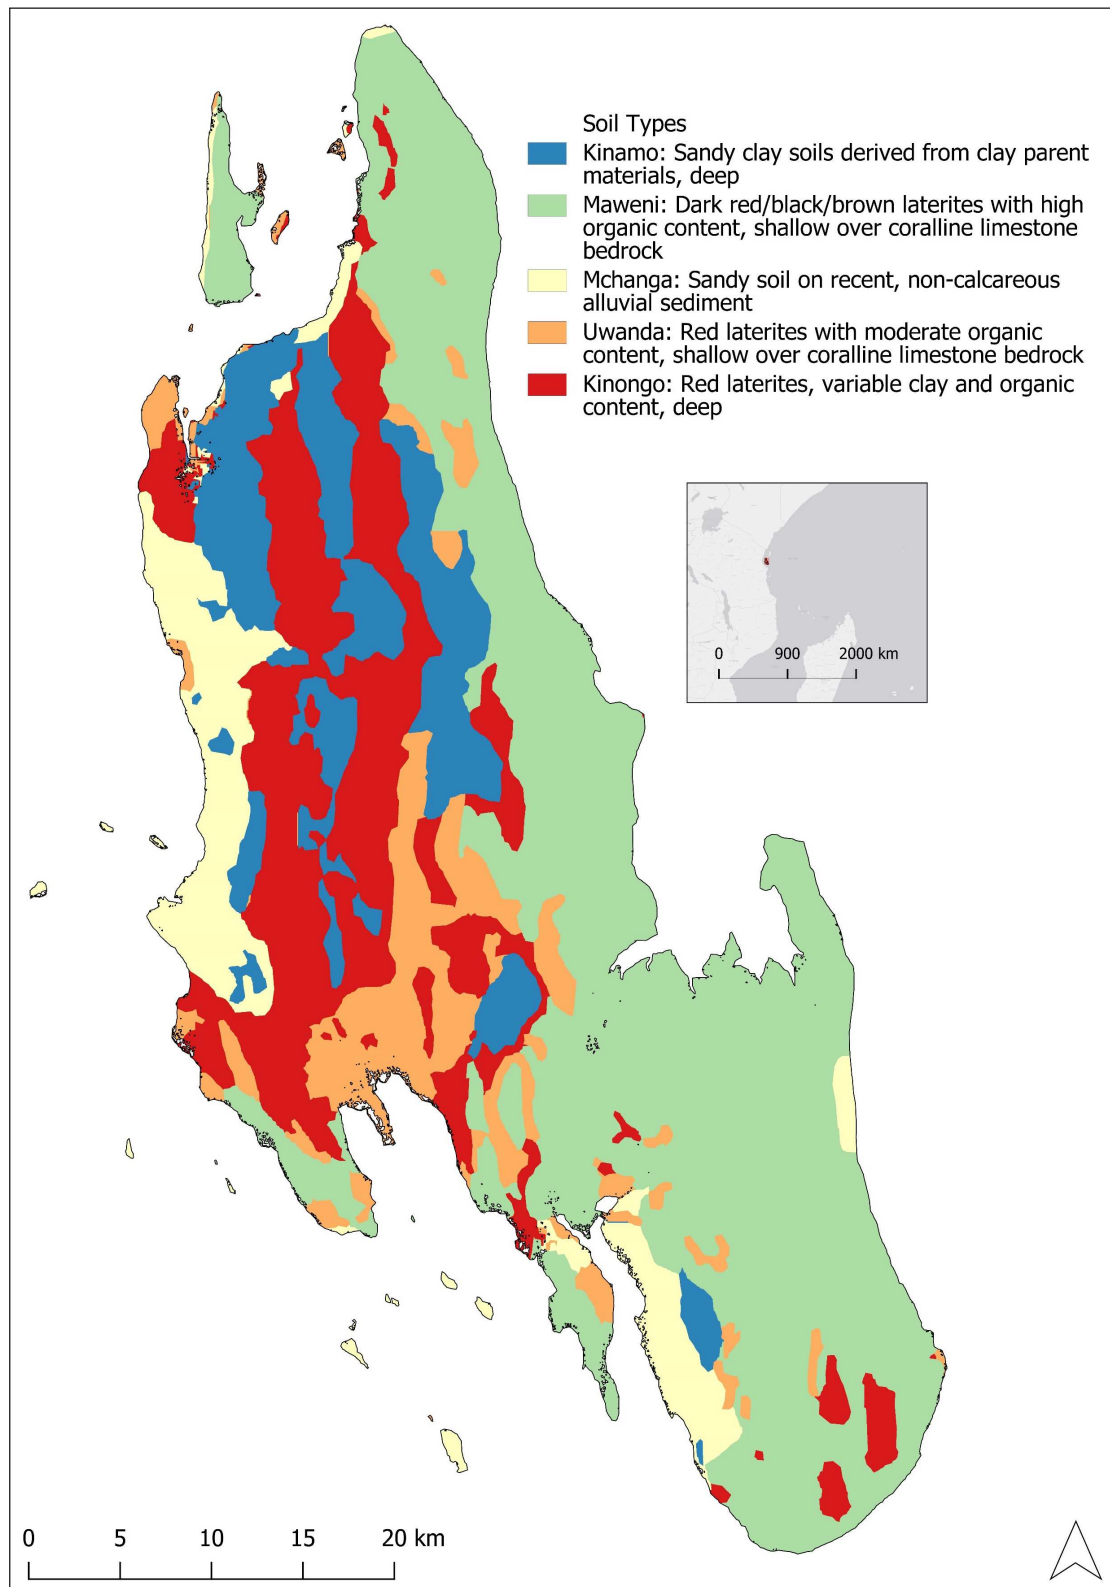 Soil Types
Kinamo: Sandy clay soils derived from clay parent
materials, deep
Maweni: Dark red/black/brown laterites with high
organic content, shallow over coralline limestone
bedrock
Mchanga: Sandy soil on recent, non-calcareous
alluvial sediment
Uwanda: Red laterites with moderate organic
content, shallow over coralline limestone bedrock
Kinongo: Red laterites, variable clay and organic
content, deep
0 900 2000 km
0 5 10 15 20 km